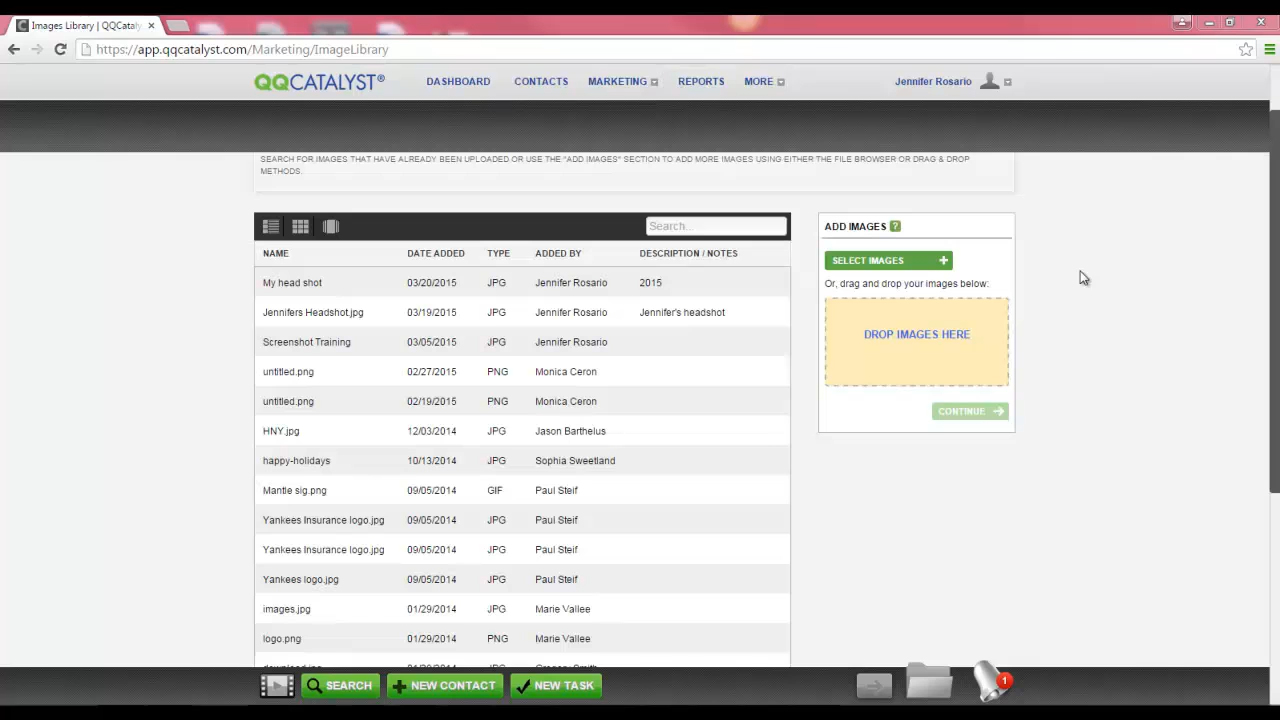 Images Library | QQCataly
https://app.qqcatalyst.com/Marketing/ImageLibrary
QQCATALYST® DASHBOARD CONTACTS MARKETING REPORTS MORE Jennifer Rosario
SEARCH FOR IMAGES THAT HAVE ALREADY BEEN UPLOADED OR USE THE "ADD IMAGES" SECTION TO ADD MORE IMAGES USING EITHER THE FILE BROWSER OR DRAG & DROP
METHODS.
Search...
NAME DATE ADDED TYPE ADDED BY DESCRIPTION / NOTES
My head shot 03/20/2015 JPG Jennifer Rosario 2015
Jennifers Headshot.jpg 03/19/2015 JPG Jennifer Rosario Jennifer's headshot
Screenshot Training 03/05/2015 JPG Jennifer Rosario
untitled.png 02/27/2015 PNG Monica Ceron
untitled.png 02/19/2015 PNG Monica Ceron
HNY.jpg 12/03/2014 JPG Jason Barthelus
happy-holidays 10/13/2014 JPG Sophia Sweetland
Mantle sig.png 09/05/2014 GIF Paul Steif
Yankees Insurance logo.jpg 09/05/2014 JPG Paul Steif
Yankees Insurance logo.jpg 09/05/2014 JPG Paul Steif
Yankees logo.jpg 09/05/2014 JPG Paul Steif
images.jpg 01/29/2014 JPG Marie Vallee
logo.png 01/29/2014 PNG Marie Vallee
ADD IMAGES ?
SELECT IMAGES +
Or, drag and drop your images below:
DROP IMAGES HERE
CONTINUE
SEARCH NEW CONTACT NEW TASK 1